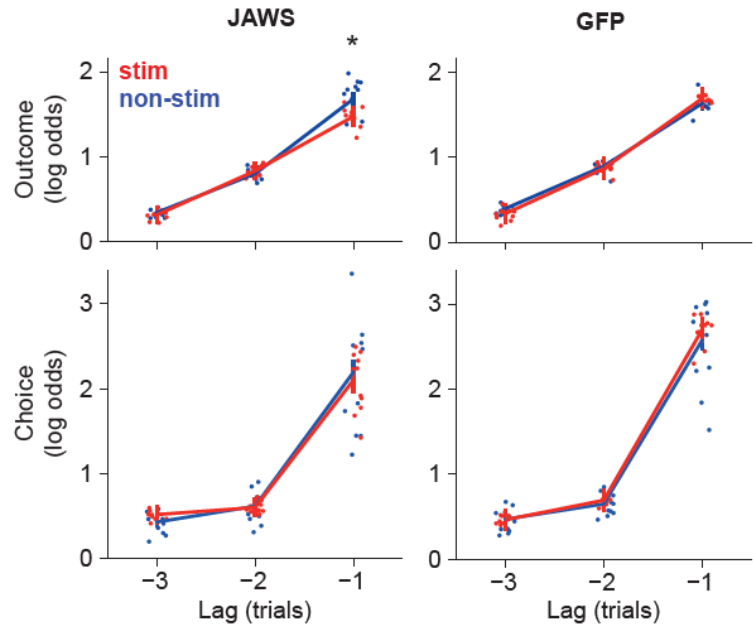 JAWS
GFP
*
stim
non-stim
Outcome
(log odds)
2
1
0
2
1
0
Choice
(log odds)
3
2
1
0
3
2
1
0
−3 −2 −1
−3 −2 −1
Lag (trials)
Lag (trials)